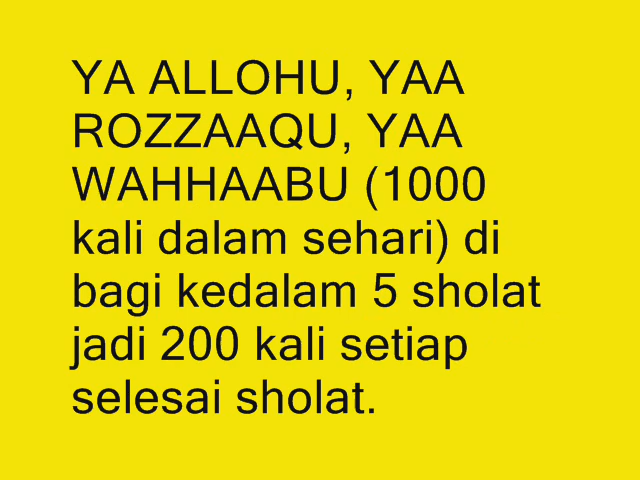 YA ALLOHU, YAA
ROZZAAQU, YAA
WAHHAABU (1000
kali dalam sehari) di
bagi kedalam 5 sholat
jadi 200 kali setiap
selesai sholat.